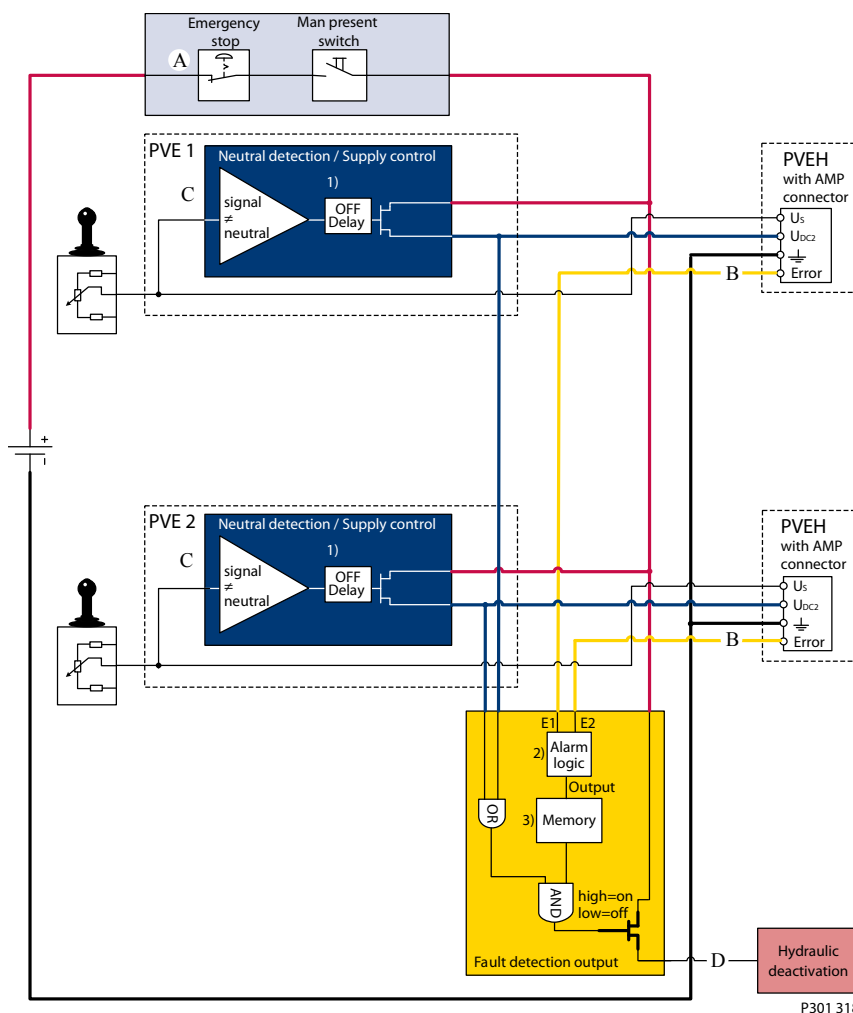 Emergency stop
Man present switch
A
PVE 1
Neutral detection / Supply control
C
signal ≠ neutral
1)
OFF Delay
PVEH
with AMP connector
US
UDC2
Error
B
+
-
PVE 2
Neutral detection / Supply control
C
signal ≠ neutral
1)
OFF Delay
PVEH
with AMP connector
US
UDC2
Error
B
E1
E2
2)
Alarm logic
Output
OR
3)
Memory
AND
high=on
low=off
Fault detection output
D
Hydraulic deactivation
P301 318